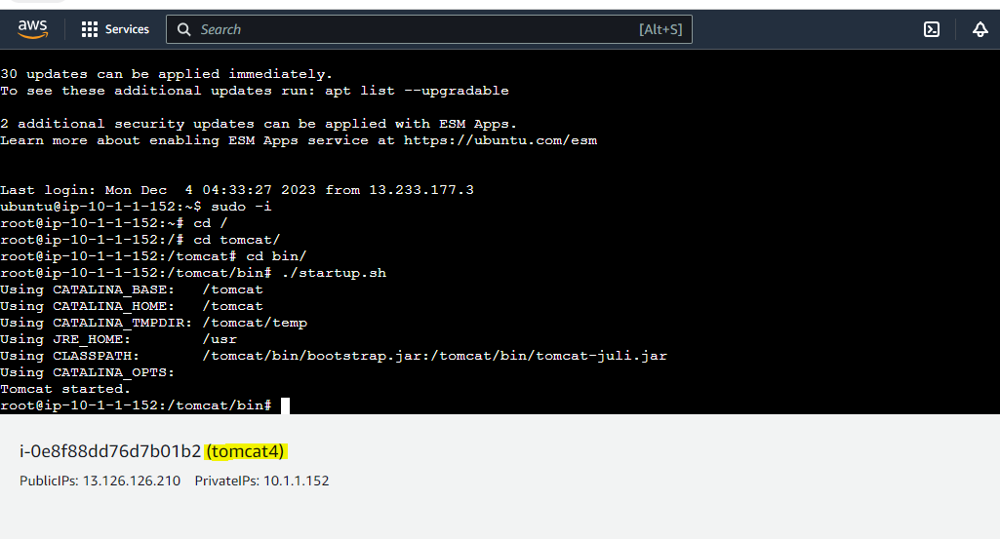 aws
Services
Search
[Alt+S]
30 updates can be applied immediately.
To see these additional updates run: apt list --upgradable
2 additional security updates can be applied with ESM Apps.
Learn more about enabling ESM Apps service at https://ubuntu.com/esm
Last login: Mon Dec  4 04:33:27 2023 from 13.233.177.3
ubuntu@ip-10-1-1-152:~$ sudo -i
root@ip-10-1-1-152:~# cd /
root@ip-10-1-1-152:/# cd tomcat/
root@ip-10-1-1-152:/tomcat# cd bin/
root@ip-10-1-1-152:/tomcat/bin# ./startup.sh
Using CATALINA_BASE:   /tomcat
Using CATALINA_HOME:   /tomcat
Using CATALINA_TMPDIR: /tomcat/temp
Using JRE_HOME:        /usr
Using CLASSPATH:       /tomcat/bin/bootstrap.jar:/tomcat/bin/tomcat-juli.jar
Using CATALINA_OPTS:
Tomcat started.
root@ip-10-1-1-152:/tomcat/bin#
i-0e8f88dd76d7b01b2 (tomcat4)
PublicIPs: 13.126.126.210   PrivateIPs: 10.1.1.152